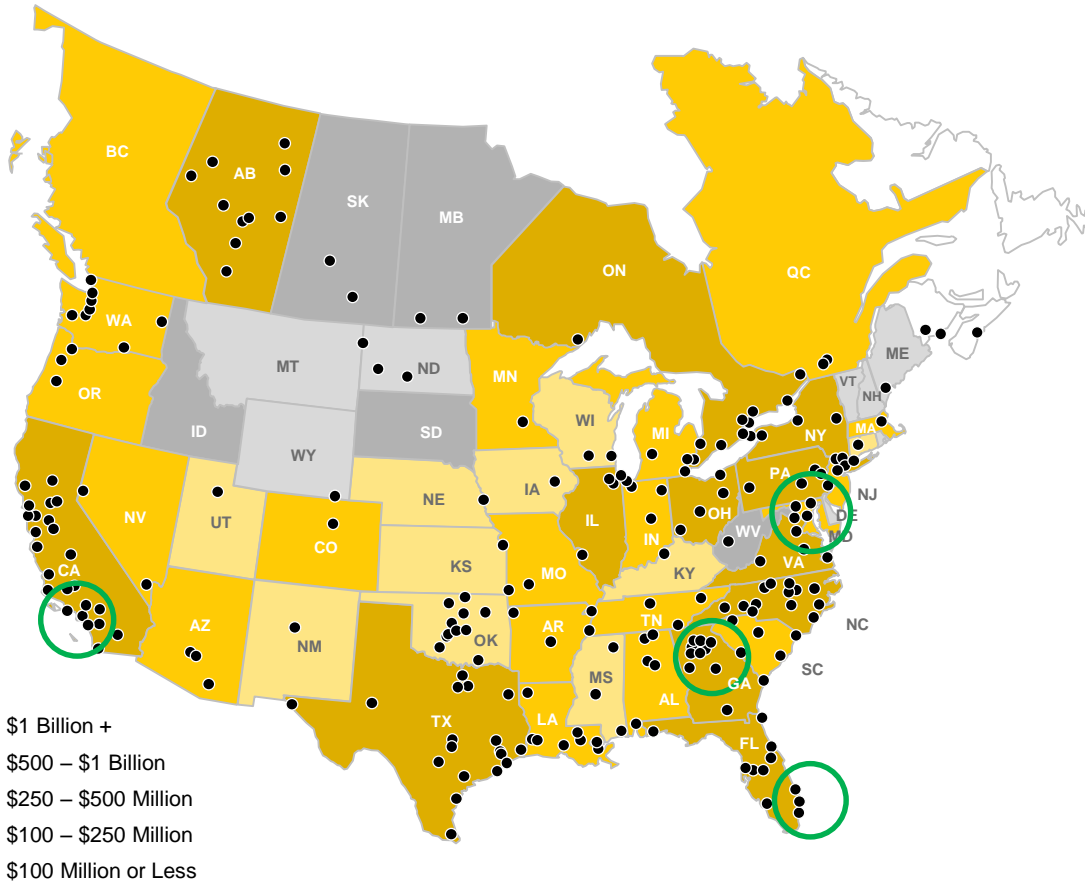 BC
AB
SK
MB
ON
QC
WA
MT
ND
MN
ME
VT
NH
OR
ID
SD
WI
MI
NY
MA
WY
PA
NE
IA
NJ
NV
UT
IL
OH
DE
CO
IN
WV
MD
CA
KS
MO
KY
VA
AZ
NM
OK
AR
TN
NC
SC
MS
GA
AL
TX
LA
FL
$1 Billion +
$500 – $1 Billion
$250 – $500 Million
$100 – $250 Million
$100 Million or Less